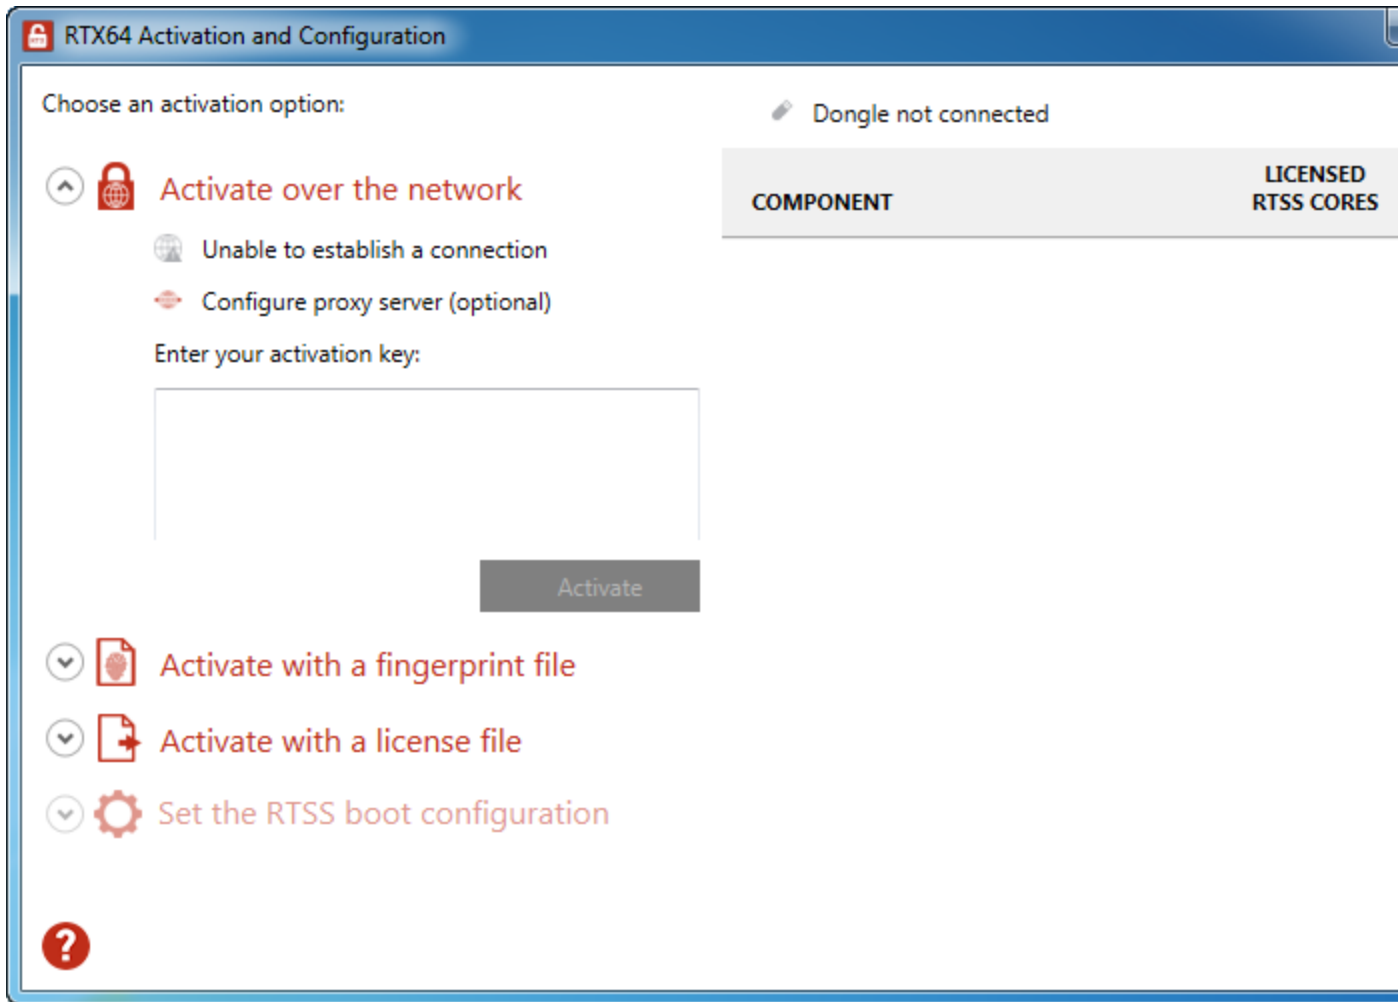 RTX64 Activation and Configuration
Choose an activation option:
Activate over the network
Unable to establish a connection
Configure proxy server (optional)
Enter your activation key:
Activate
Activate with a fingerprint file
Activate with a license file
Set the RTSS boot configuration
?
Dongle not connected
COMPONENT
LICENSED
RTSS CORES